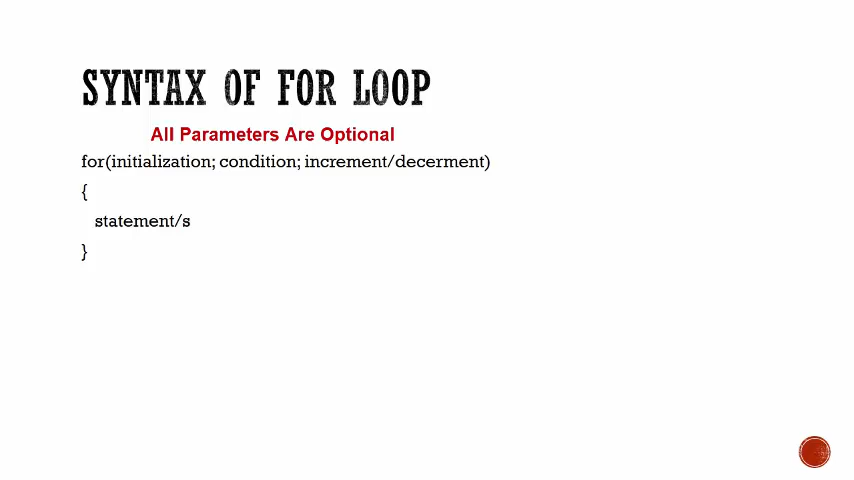 SYNTAX OF FOR LOOP
All Parameters Are Optional
for(initialization; condition; increment/decerment)
{
statement/s
}